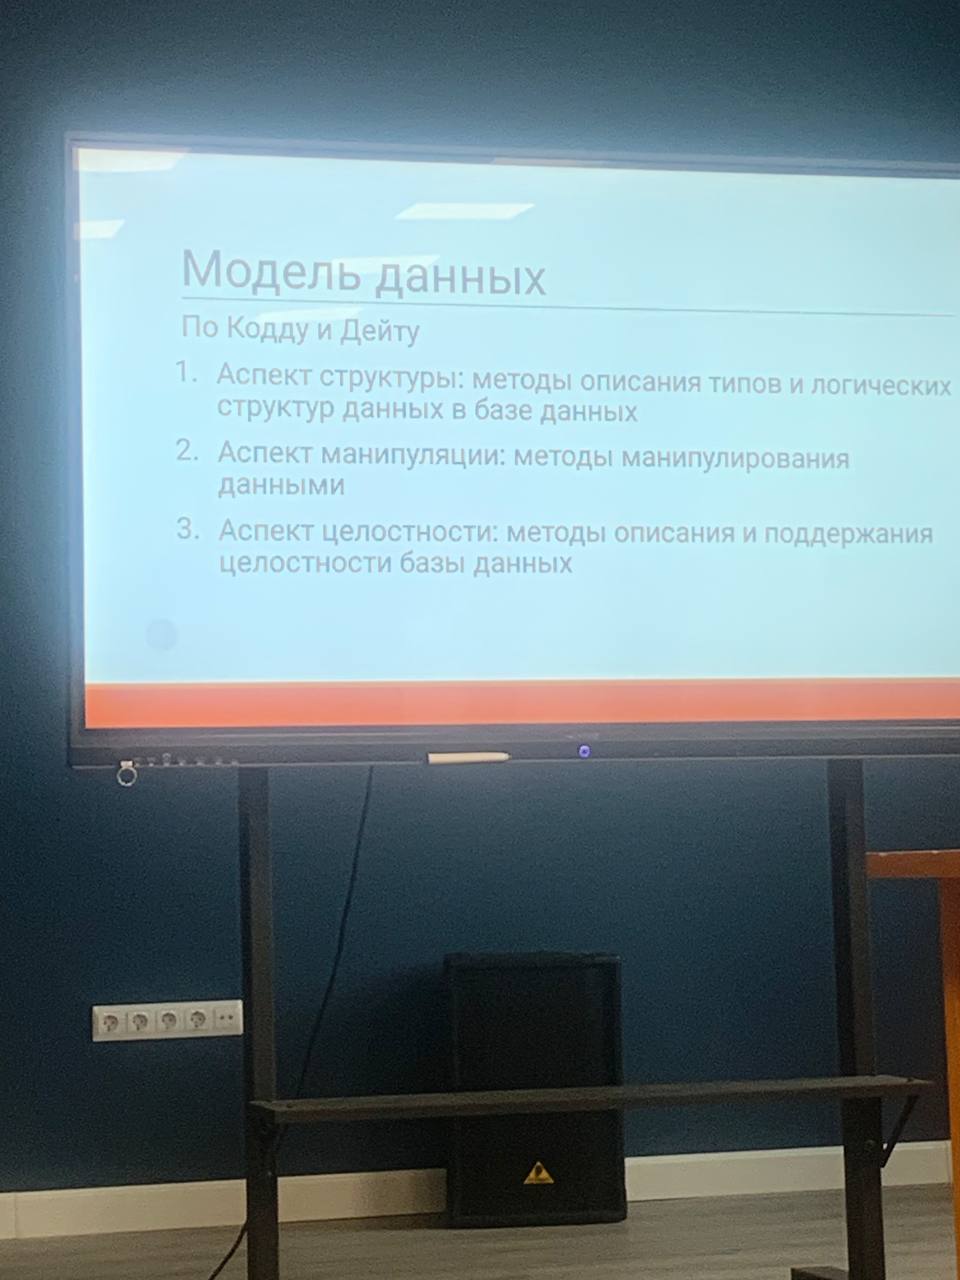 Модель данных
По Кодду и Дейту
1. Аспект структуры: методы описания типов и логических
структур данных в базе данных
2. Аспект манипуляции: методы манипулирования
данными
3. Аспект целостности: методы описания и поддержания
целостности базы данных